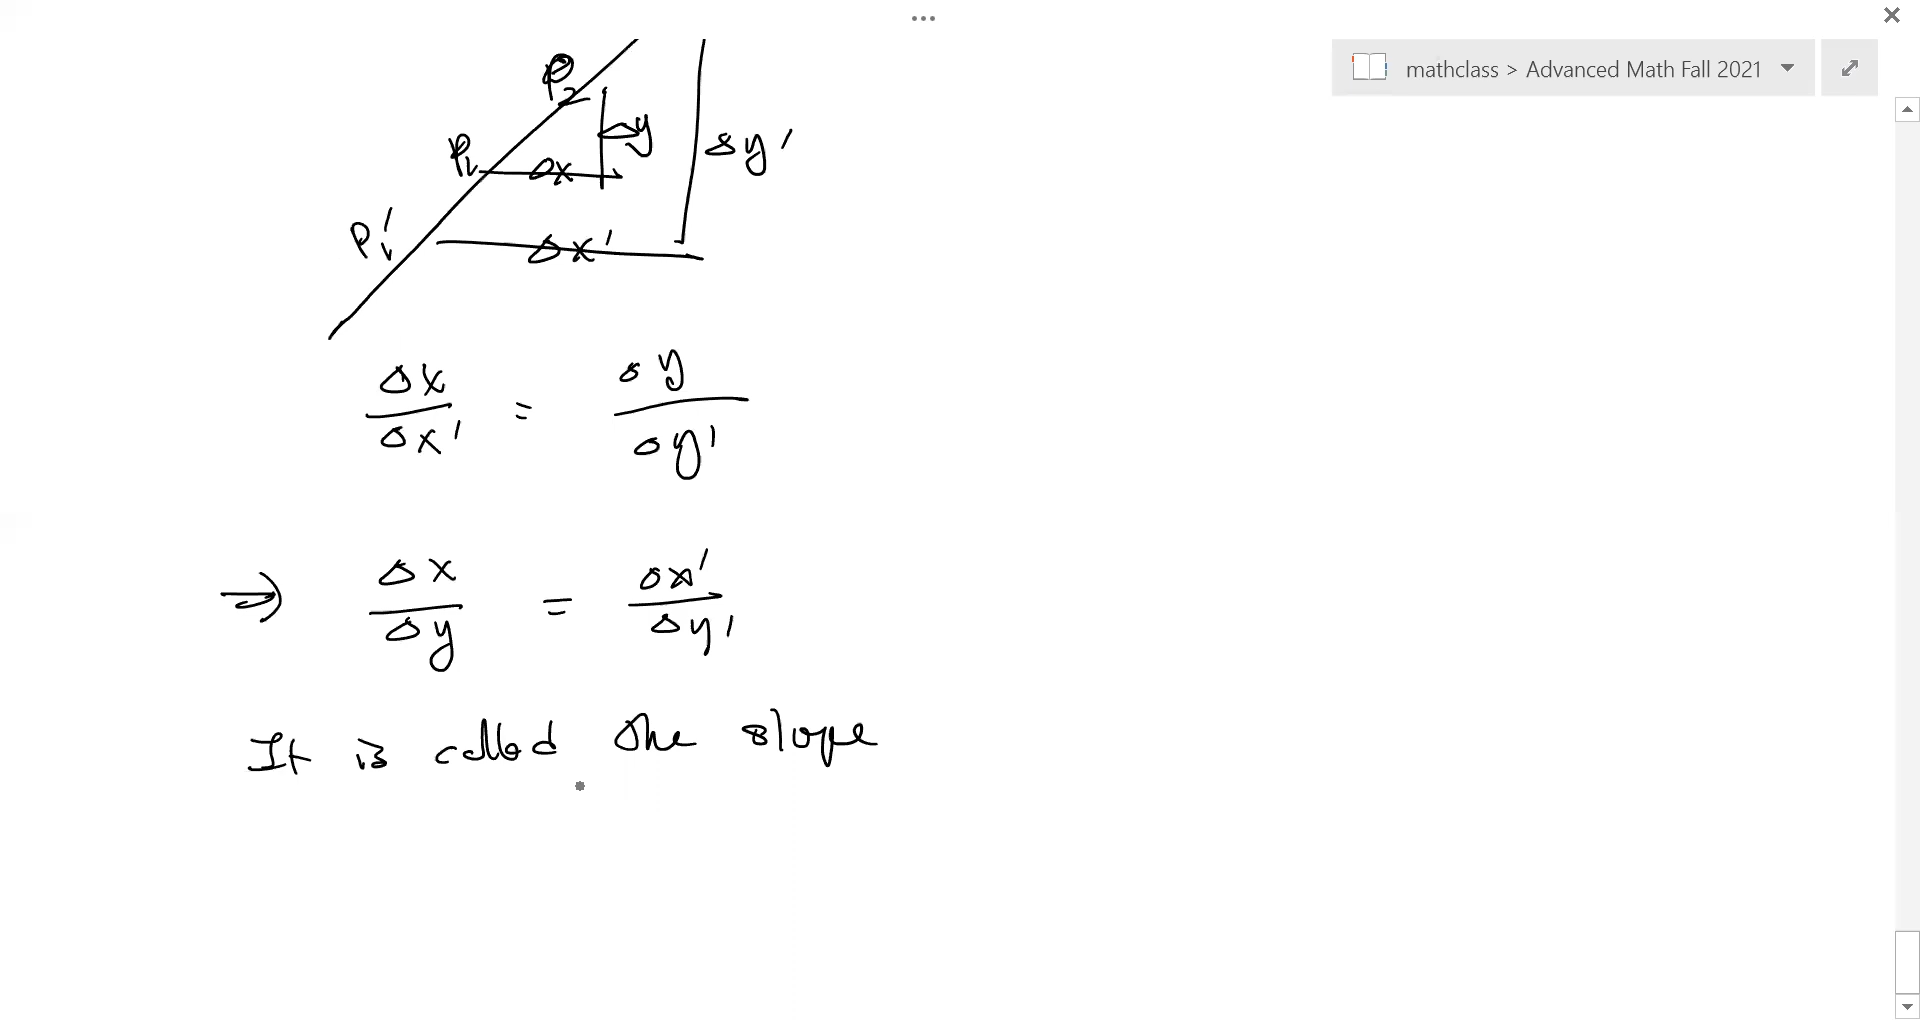 mathclass > Advanced Math Fall 2021
P2
Δy
Δy'
P1
Δx
P1'
Δx'
Δx/Δx' = Δy/Δy'
⇒ Δx/Δy = Δx'/Δy'
It is called the slope